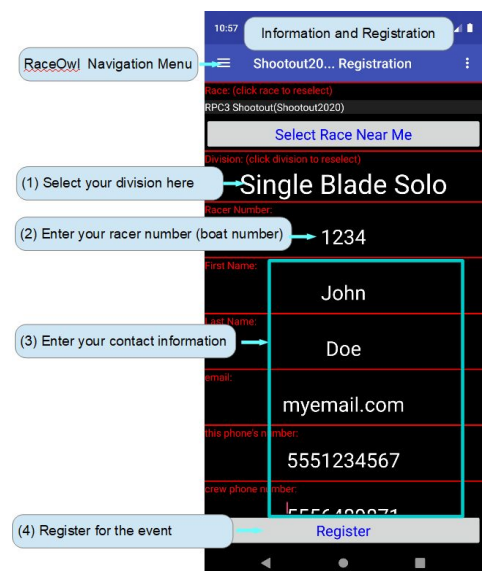 10:57
Information and Registration
RaceOwl Navigation Menu
Shootout20... Registration
Race: (click race to reselect)
RPC3 Shootout(Shootout2020)
Select Race Near Me
Division: (click division to reselect)
(1) Select your division here
Single Blade Solo
Racer Number:
(2) Enter your racer number (boat number)
1234
First Name:
John
Last Name:
(3) Enter your contact information
Doe
email:
myemail.com
this phone's number:
5551234567
crew phone number:
(4) Register for the event
Register